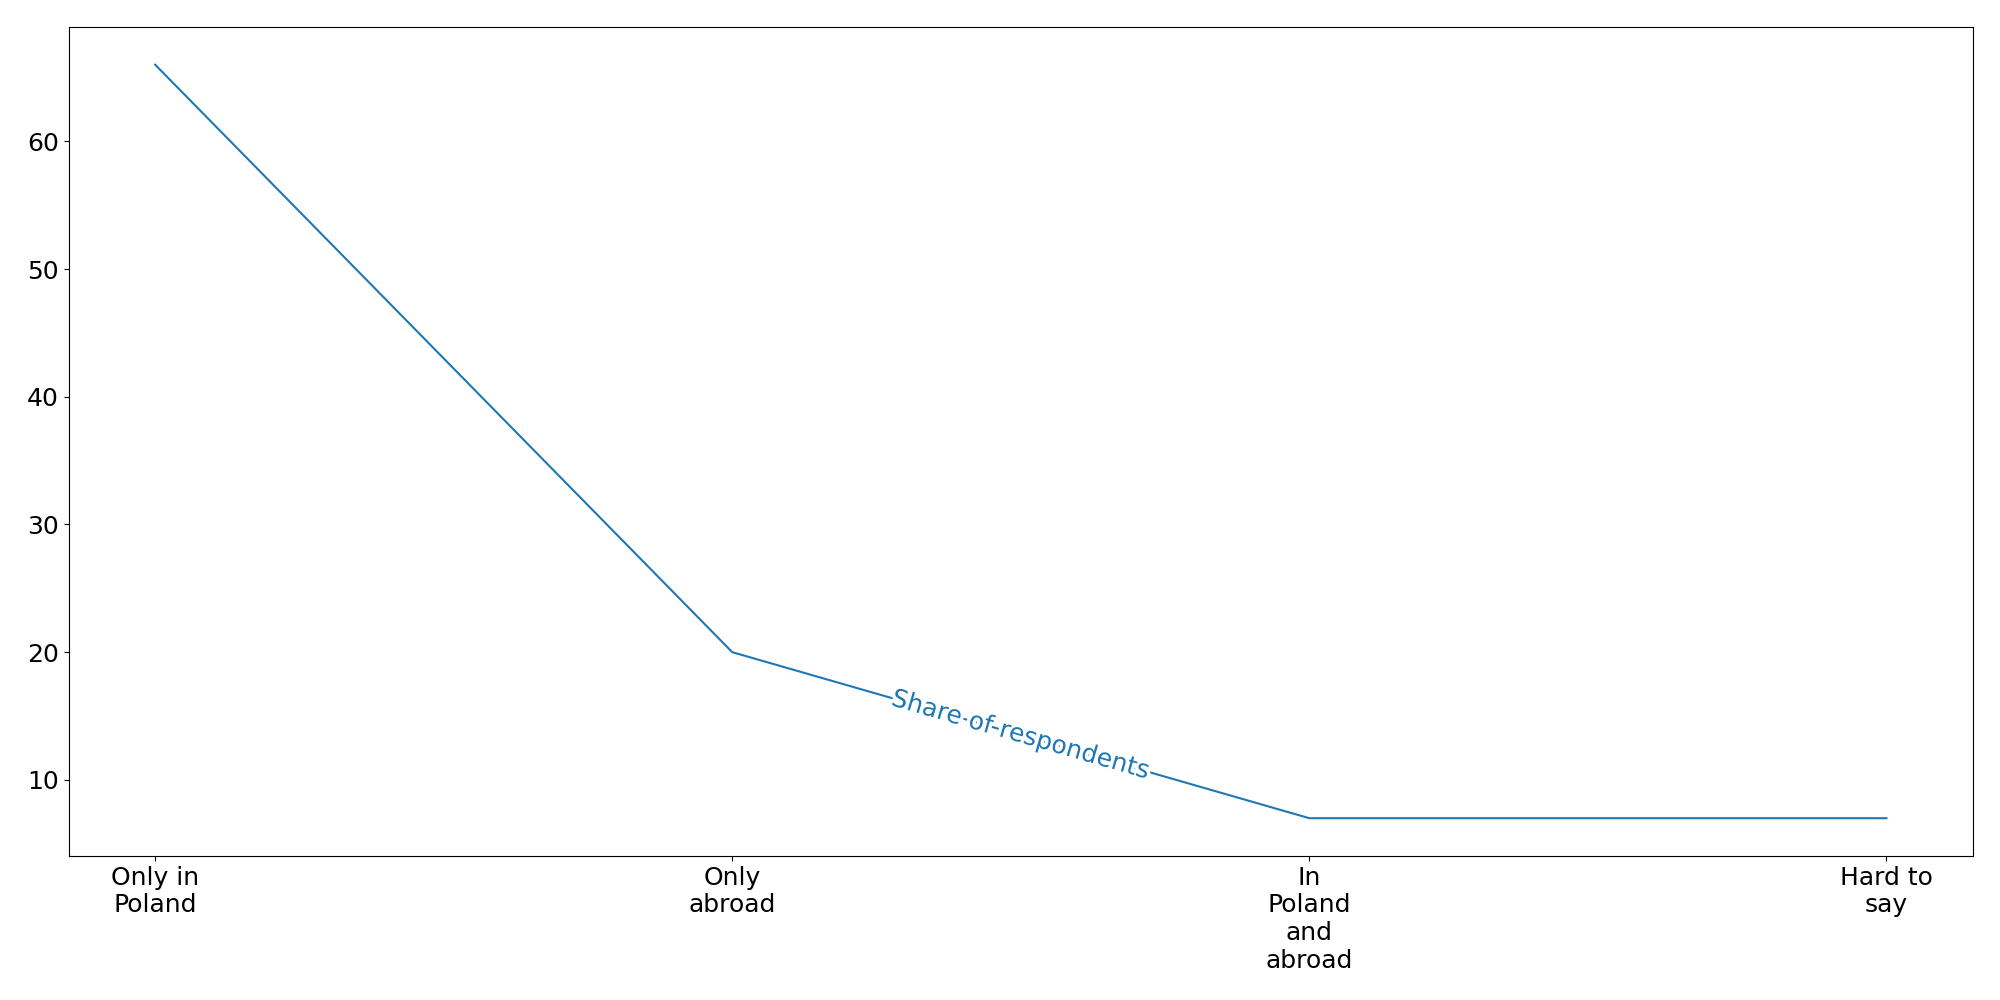 60
50
40
30
20
10
Share of respondents
Only in
Poland
Only
abroad
In
Poland
and
abroad
Hard to
say